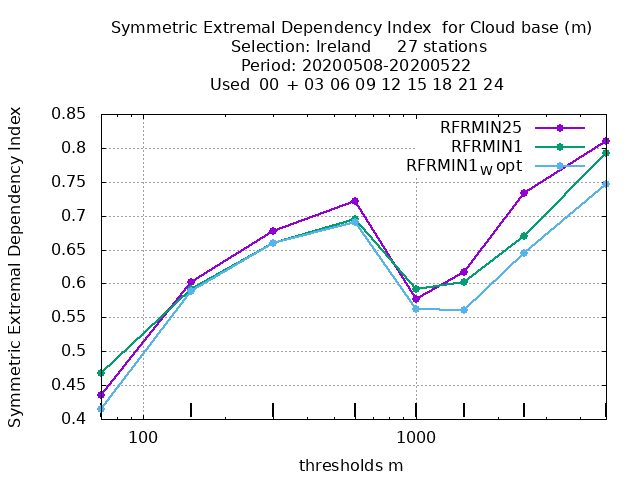 Symmetric Extremal Dependency Index  for Cloud base (m)
Selection: Ireland     27 stations
Period: 20200508-20200522
Used  00 + 03 06 09 12 15 18 21 24
Symmetric Extremal Dependency Index
0.85
0.8
0.75
0.7
0.65
0.6
0.55
0.5
0.45
0.4
RFRMIN25
RFRMIN1
RFRMIN1W opt
100
1000
thresholds m